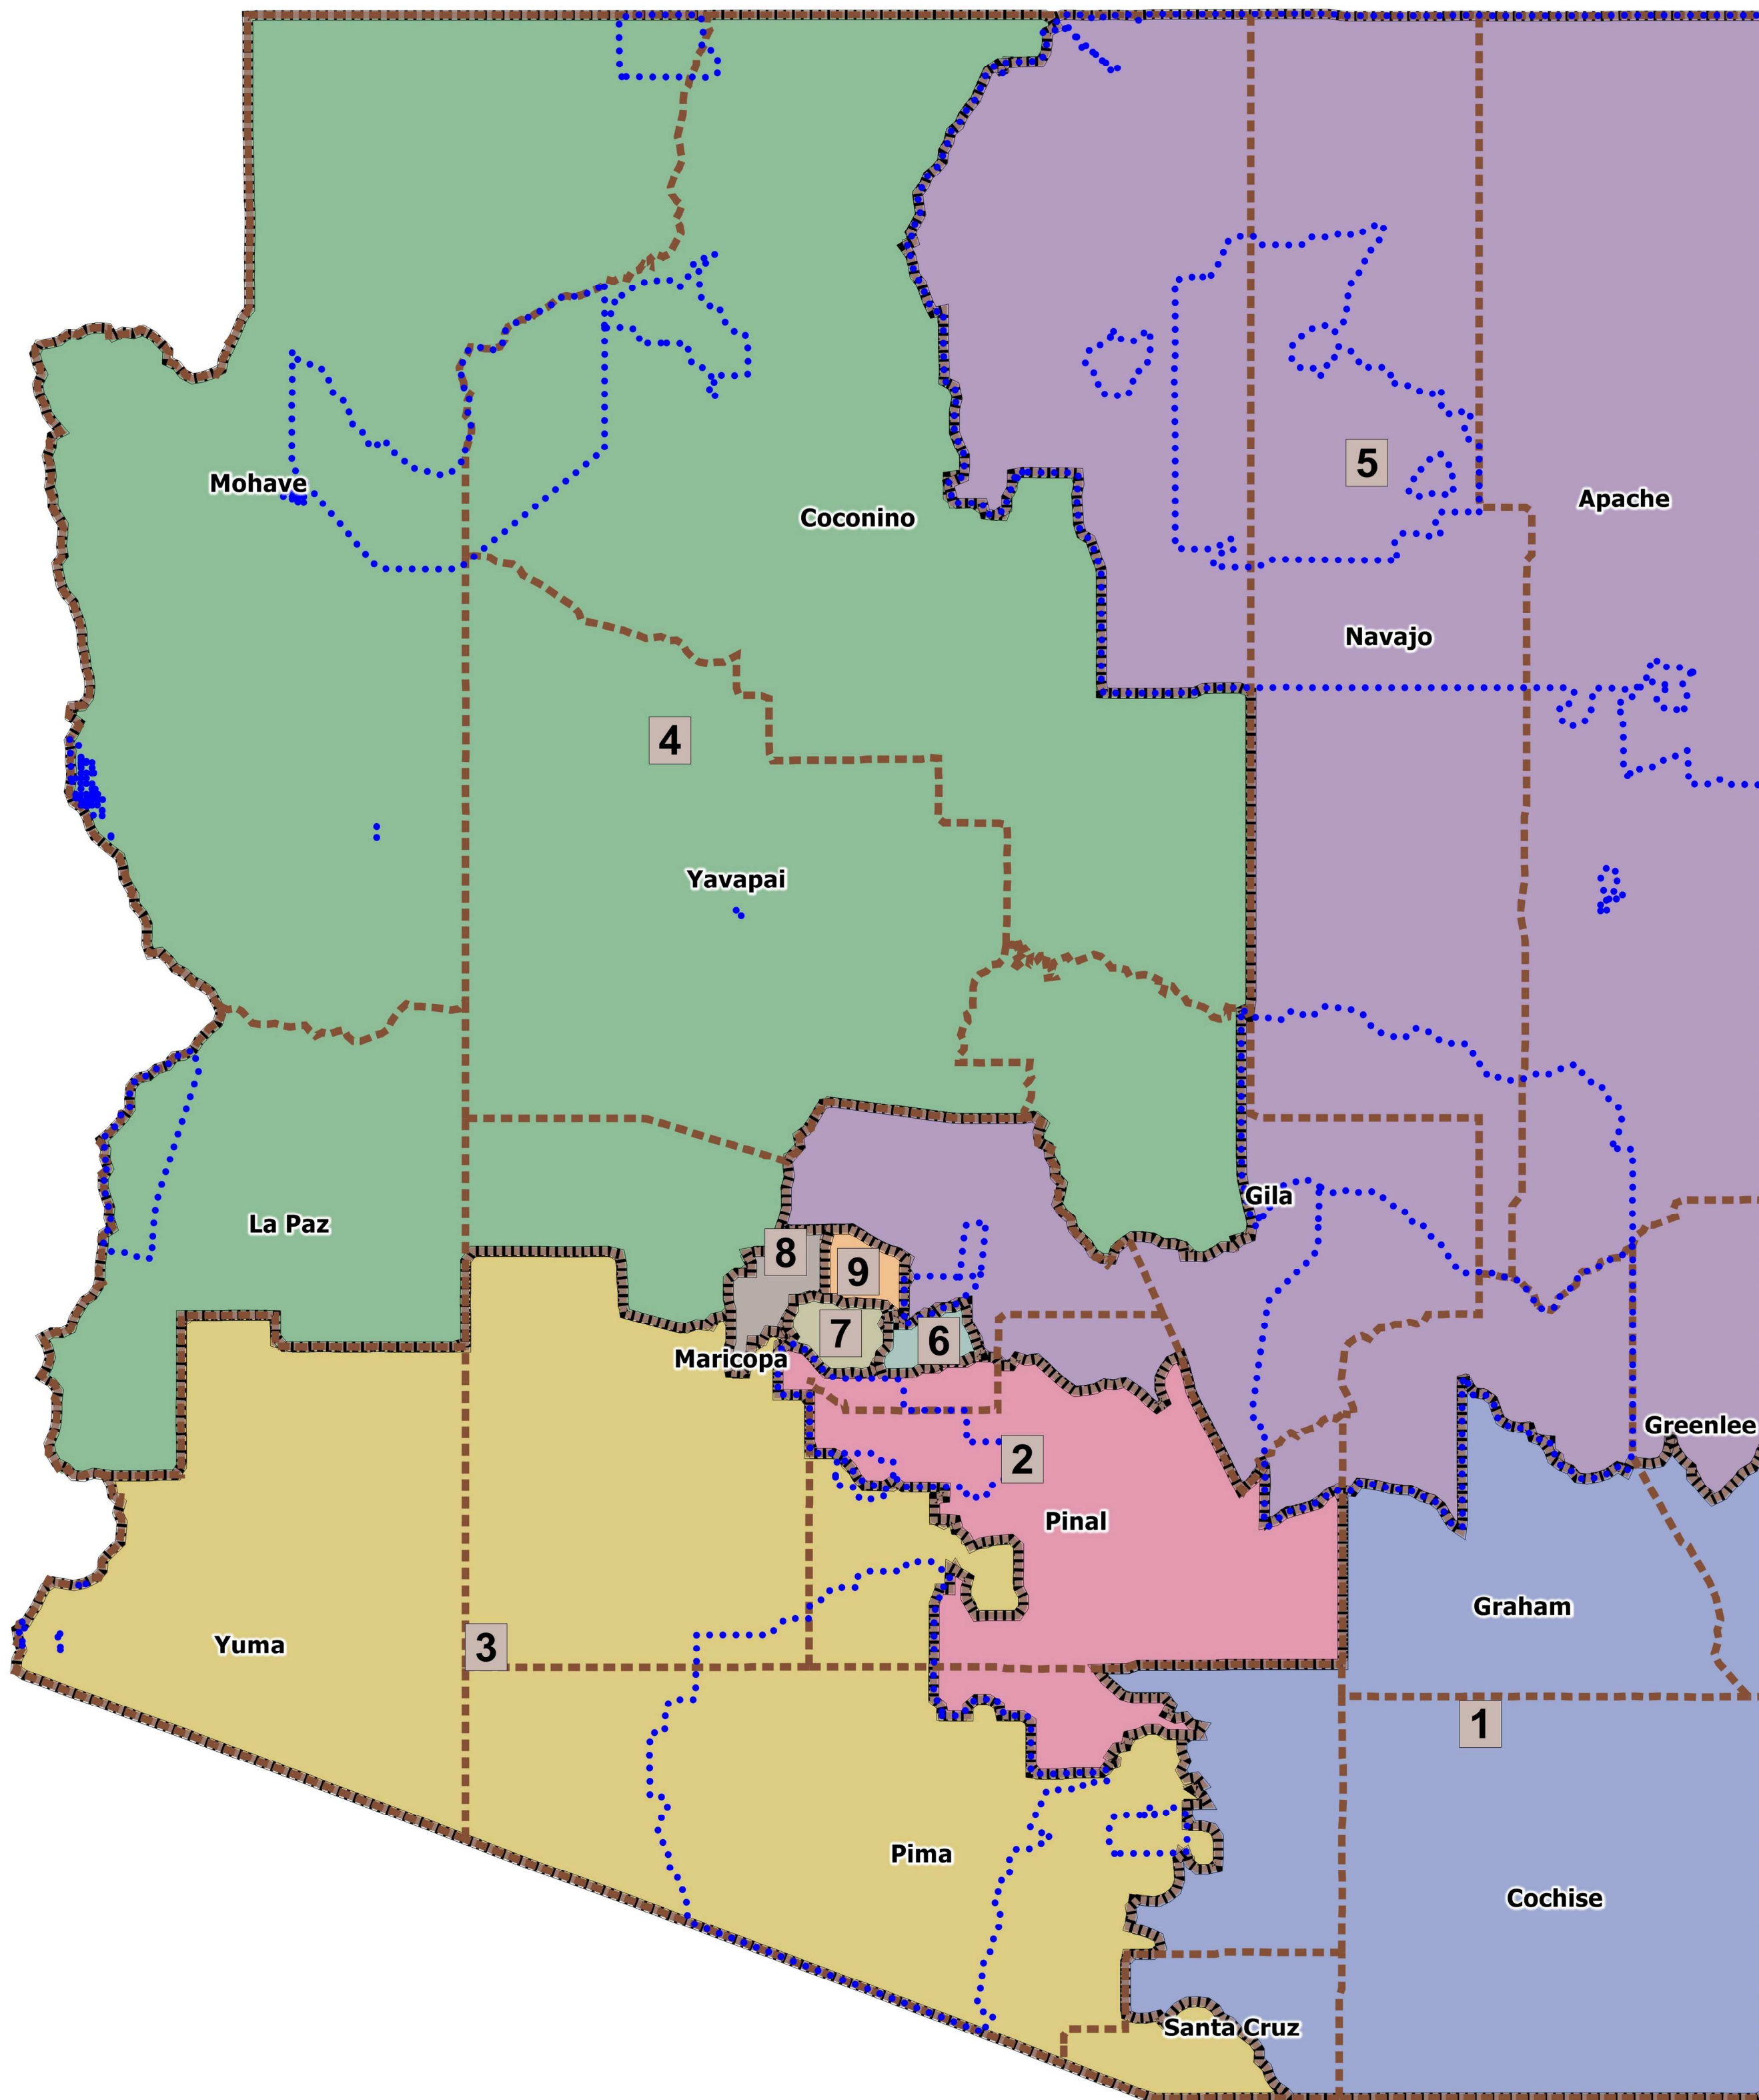 5
Mohave
Apache
Coconino
Navajo
4
Yavapai
Gila
La Paz
8
9
7
6
Maricopa
Greenlee
2
Pinal
Graham
Yuma
3
1
Pima
Cochise
Santa Cruz